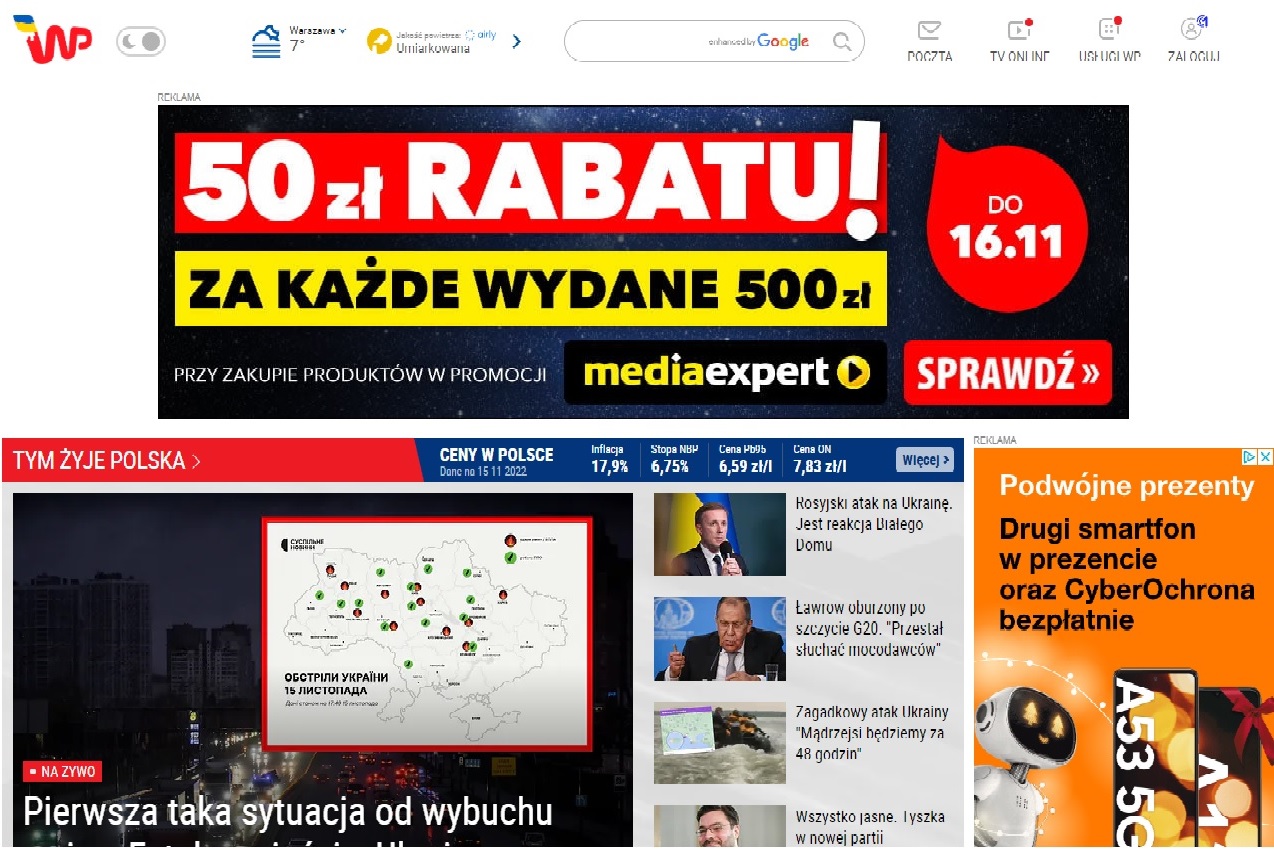 WP
Warszawa
7°
Jakość powietrza: airly
Umiarkowana
enhanced by Google
POCZTA
TV ONLINE
USŁUGI WP
ZALOGUJ
REKLAMA
50 zł RABATU!
ZA KAŻDE WYDANE 500 zł
DO
16.11
PRZY ZAKUPIE PRODUKTÓW W PROMOCJI
mediaexpert
SPRAWDŹ »
TYM ŻYJE POLSKA >
CENY W POLSCE
Dane na 15 11 2022
Inflacja
17,9%
Stopa NBP
6,75%
Cena Pb95
6,59 zł/l
Cena ON
7,83 zł/l
Więcej >
СУСПІЛЬНЕ
НОВИНИ
ОБСТРІЛИ УКРАЇНИ
15 ЛИСТОПАДА
NA ŻYWO
Pierwsza taka sytuacja od wybuchu
Rosyjski atak na Ukrainę.
Jest reakcja Białego
Domu
Ławrow oburzony po
szczycie G20. "Przestał
słuchać mocodawców"
Zagadkowy atak Ukrainy
"Mądrzejsi będziemy za
48 godzin"
Wszystko jasne. Tyszka
w nowej partii
REKLAMA
Podwójne prezenty
Drugi smartfon
w prezencie
oraz CyberOchrona
bezpłatnie
A53 5G